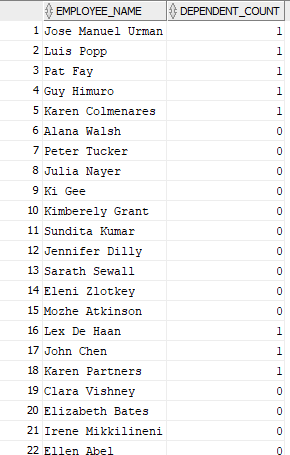 EMPLOYEE_NAME DEPENDENT_COUNT
1 Jose Manuel Urman 1
2 Luis Popp 1
3 Pat Fay 1
4 Guy Himuro 1
5 Karen Colmenares 1
6 Alana Walsh 0
7 Peter Tucker 0
8 Julia Nayer 0
9 Ki Gee 0
10 Kimberely Grant 0
11 Sundita Kumar 0
12 Jennifer Dilly 0
13 Sarath Sewall 0
14 Eleni Zlotkey 0
15 Mozhe Atkinson 0
16 Lex De Haan 1
17 John Chen 1
18 Karen Partners 1
19 Clara Vishney 0
20 Elizabeth Bates 0
21 Irene Mikkilineni 0
22 Ellen Abel 0